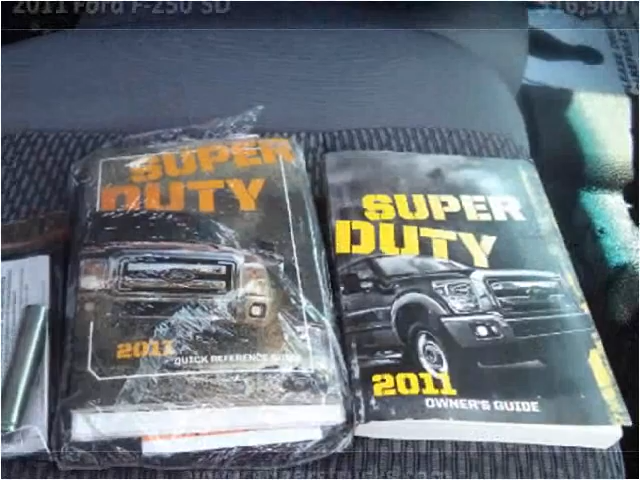 2011 Ford F-250 SD
SUPER
DUTY
2011
QUICK REFERENCE GUIDE
SUPER
DUTY
2011
OWNER'S GUIDE